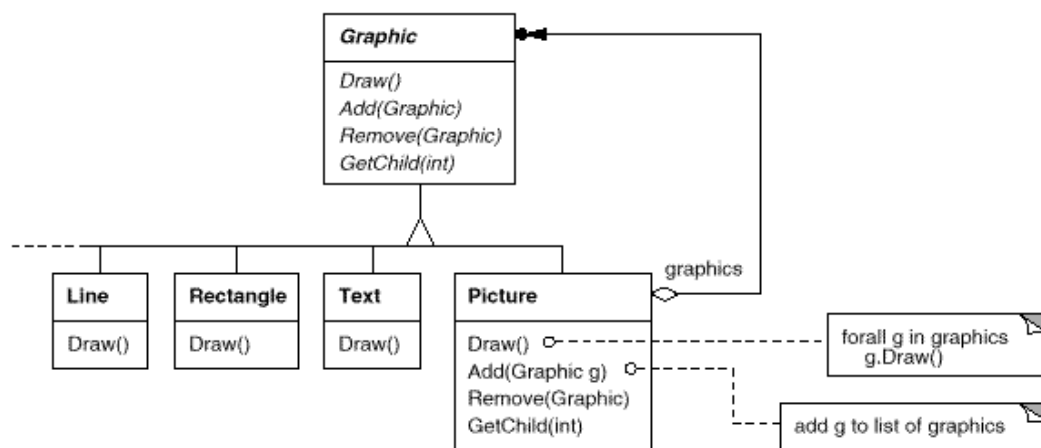 Graphic
Draw()
Add(Graphic)
Remove(Graphic)
GetChild(int)
graphics
Line
Draw()
Rectangle
Draw()
Text
Draw()
Picture
Draw()
Add(Graphic g)
Remove(Graphic)
GetChild(int)
forall g in graphics
g.Draw()
add g to list of graphics